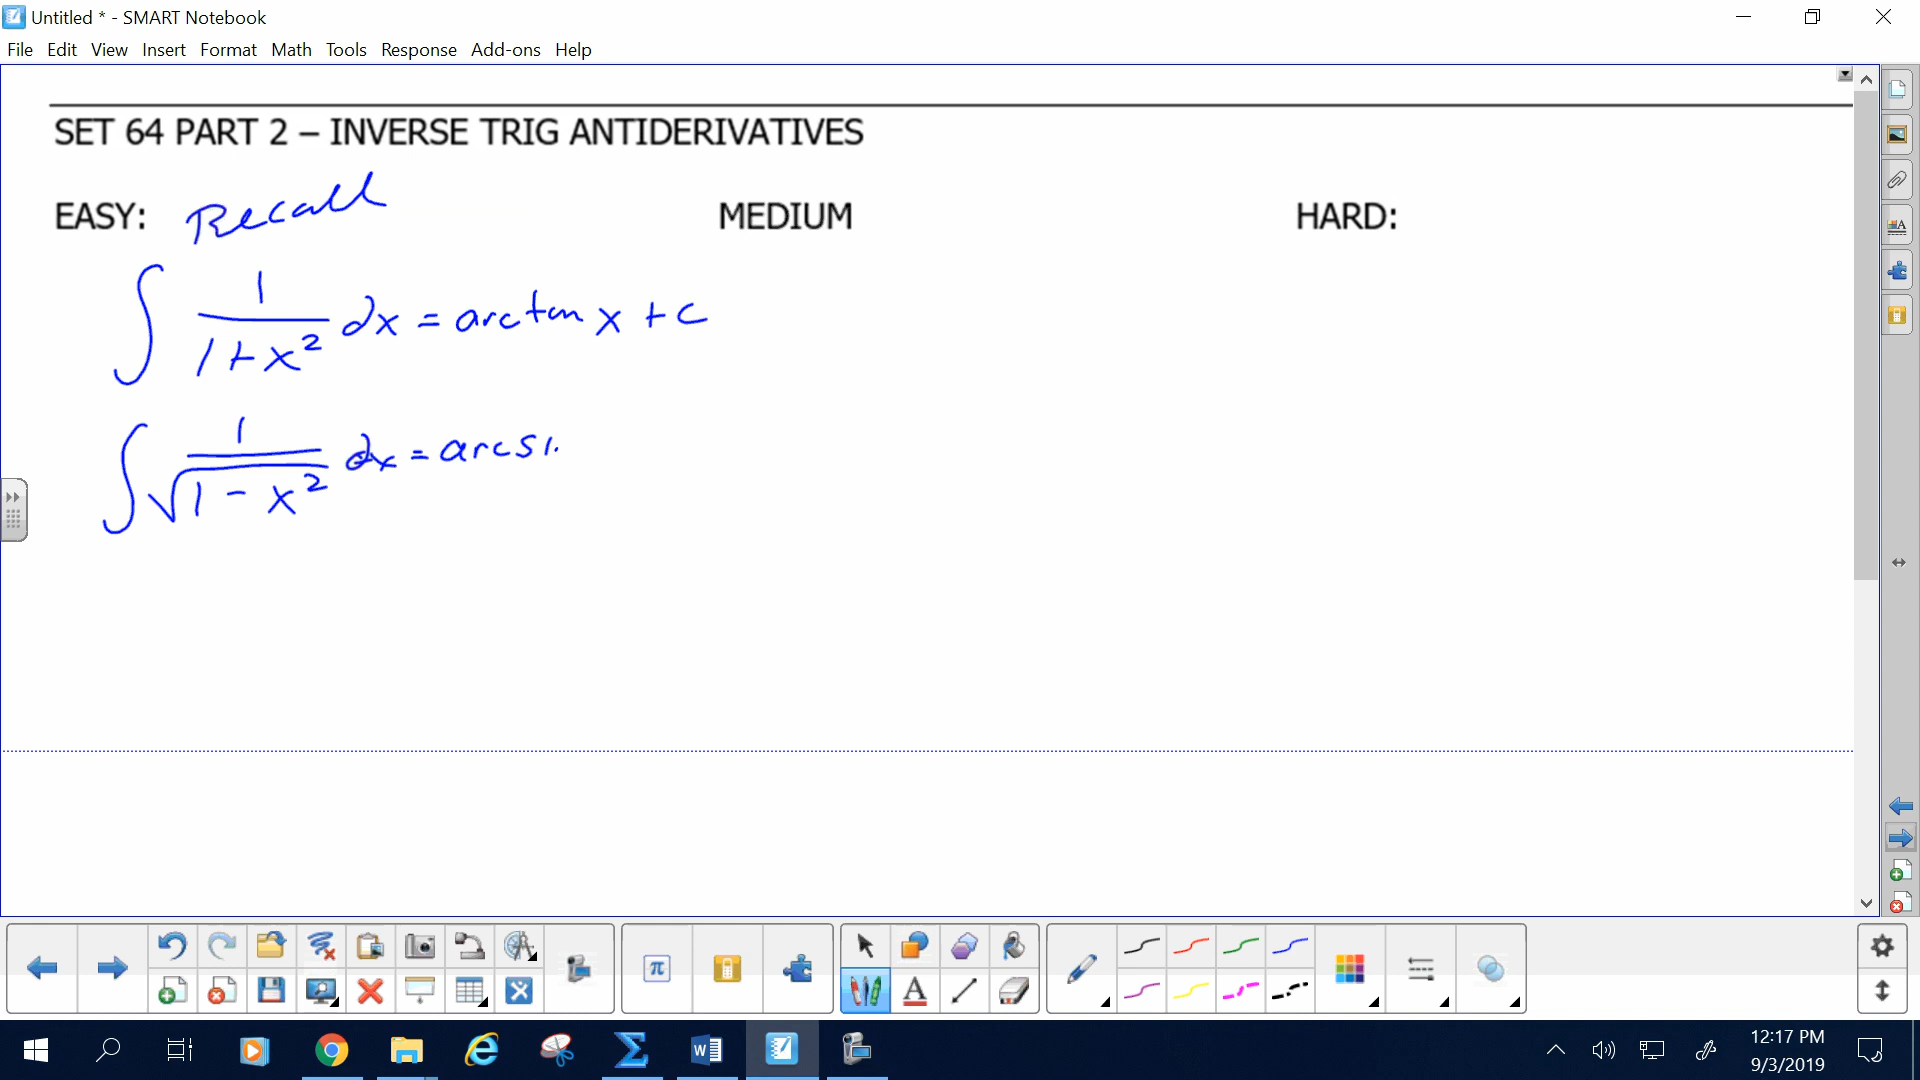 Untitled * - SMART Notebook
File Edit View Insert Format Math Tools Response Add-ons Help
SET 64 PART 2 – INVERSE TRIG ANTIDERIVATIVES
EASY: Recall MEDIUM HARD:
∫ 1/(1+x²) dx = arctan x + c
∫ 1/√(1-x²) dx = arcsi
12:17 PM
9/3/2019